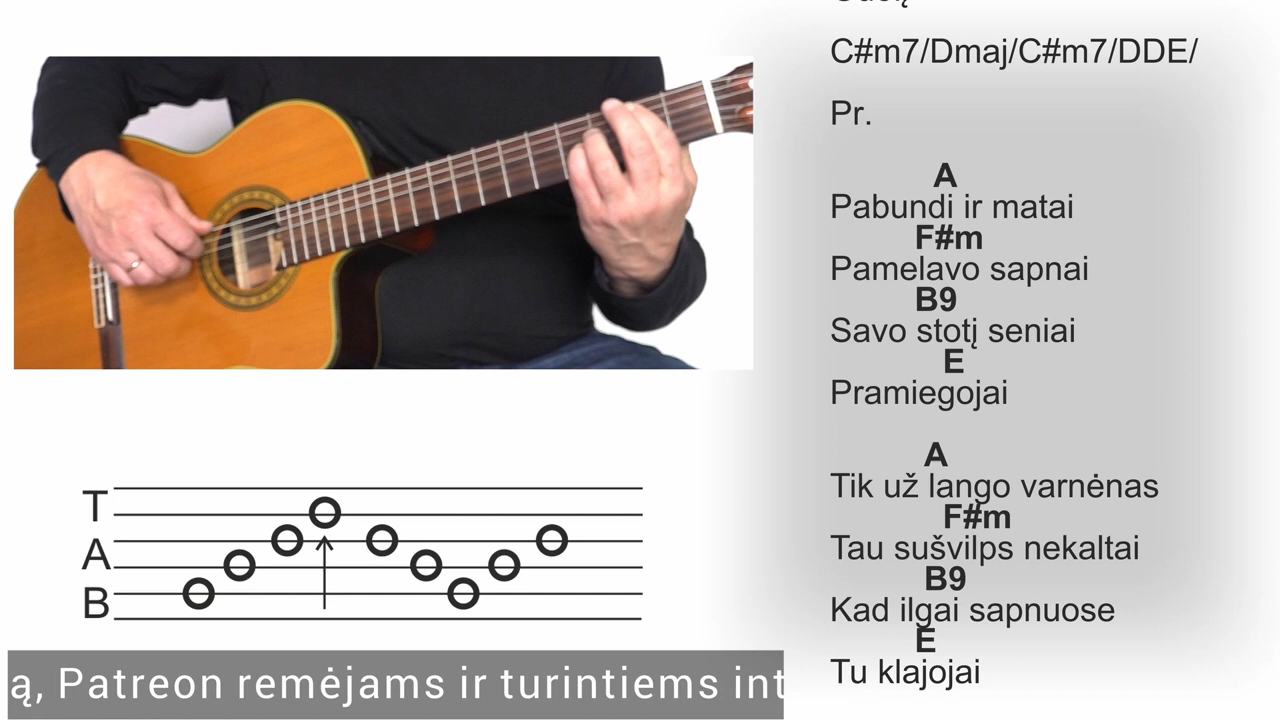 C#m7/Dmaj/C#m7/DDE/
Pr.
A
Pabundi ir matai
F#m
Pamelavo sapnai
B9
Savo stotį seniai
E
Pramiegojai
A
Tik už lango varnėnas
F#m
Tau sušvilps nekaltai
B9
Kad ilgai sapnuose
E
Tu klajojai
T
A
B
ą, Patreon remėjams ir turintiems int